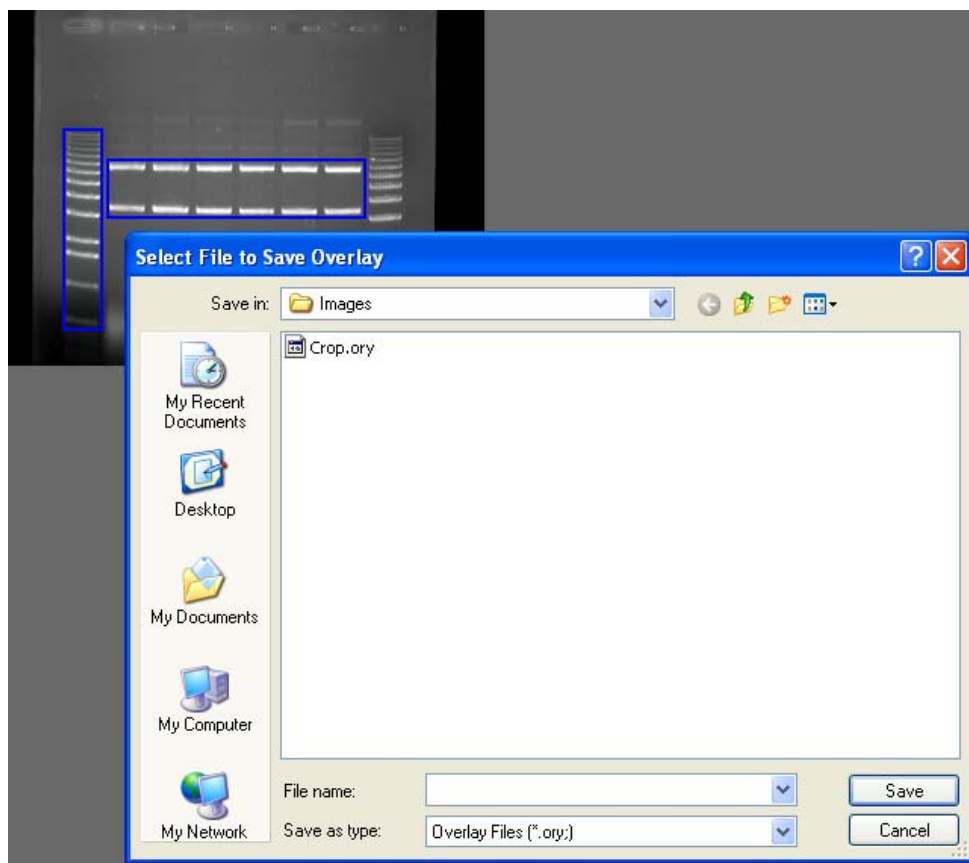 Select File to Save Overlay
Save in: Images
Crop.ory
My Recent
Documents
Desktop
My Documents
My Computer
My Network
File name:
Save
Save as type: Overlay Files (*.ory;)
Cancel